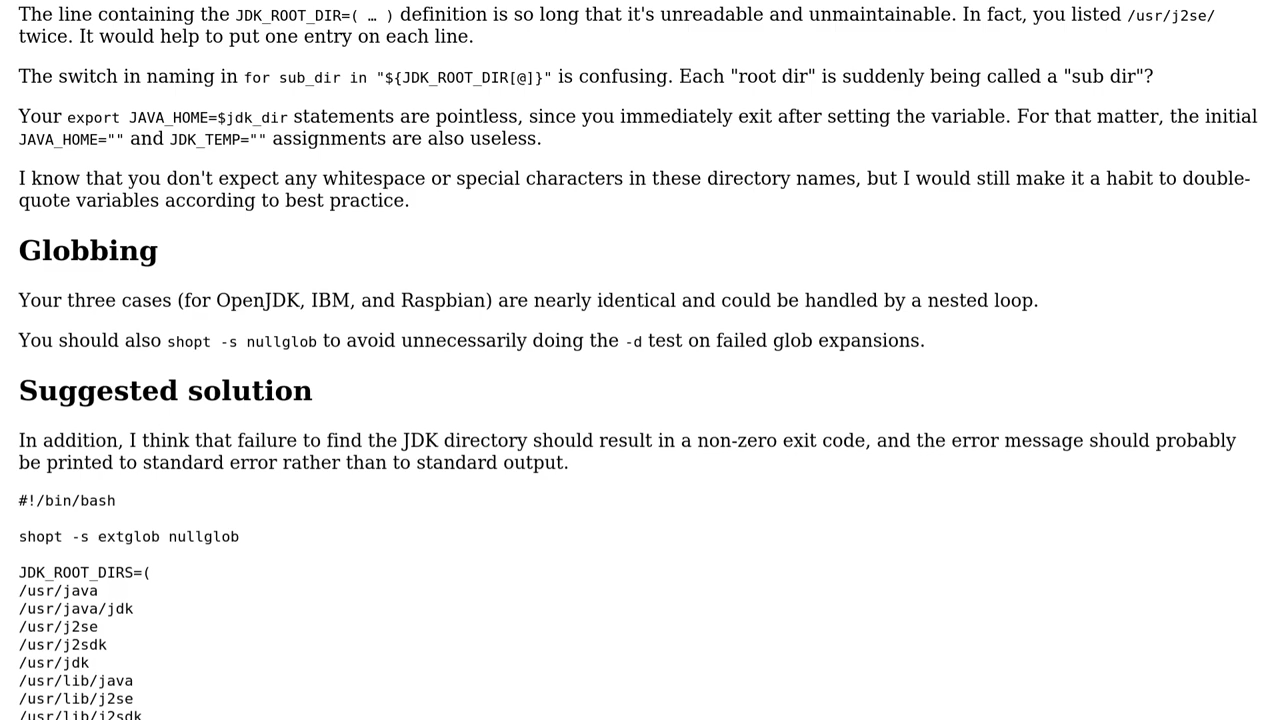 The line containing the JDK_ROOT_DIR=( … ) definition is so long that it's unreadable and unmaintainable. In fact, you listed /usr/j2se/
twice. It would help to put one entry on each line.
The switch in naming in for sub_dir in "${JDK_ROOT_DIR[@]}" is confusing. Each "root dir" is suddenly being called a "sub dir"?
Your export JAVA_HOME=$jdk_dir statements are pointless, since you immediately exit after setting the variable. For that matter, the initial
JAVA_HOME="" and JDK_TEMP="" assignments are also useless.
I know that you don't expect any whitespace or special characters in these directory names, but I would still make it a habit to double-
quote variables according to best practice.
Globbing
Your three cases (for OpenJDK, IBM, and Raspbian) are nearly identical and could be handled by a nested loop.
You should also shopt -s nullglob to avoid unnecessarily doing the -d test on failed glob expansions.
Suggested solution
In addition, I think that failure to find the JDK directory should result in a non-zero exit code, and the error message should probably
be printed to standard error rather than to standard output.
#!/bin/bash
shopt -s extglob nullglob
JDK_ROOT_DIRS=(
/usr/java
/usr/java/jdk
/usr/j2se
/usr/j2sdk
/usr/jdk
/usr/lib/java
/usr/lib/j2se
/usr/lib/j2sdk